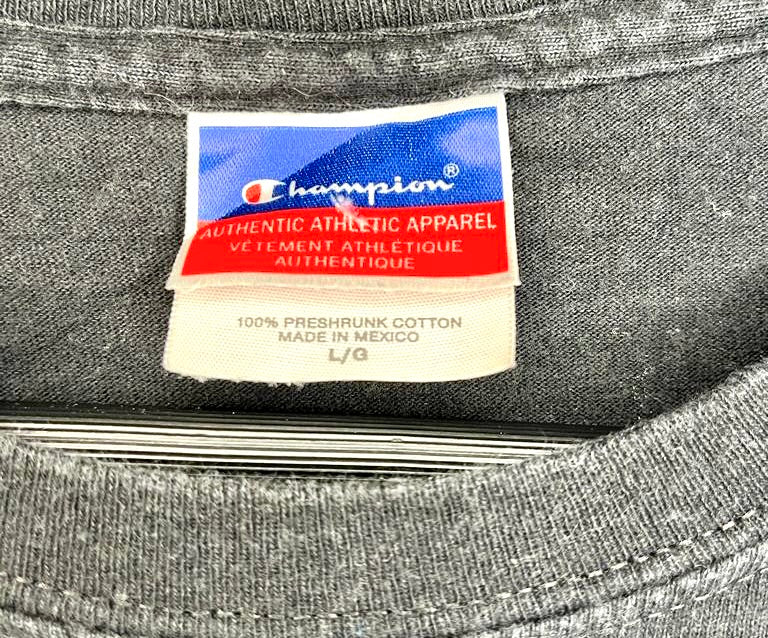 Champion®
AUTHENTIC ATHLETIC APPAREL
VÊTEMENT ATHLÉTIQUE
AUTHENTIQUE
100% PRESHRUNK COTTON
MADE IN MEXICO
L/G